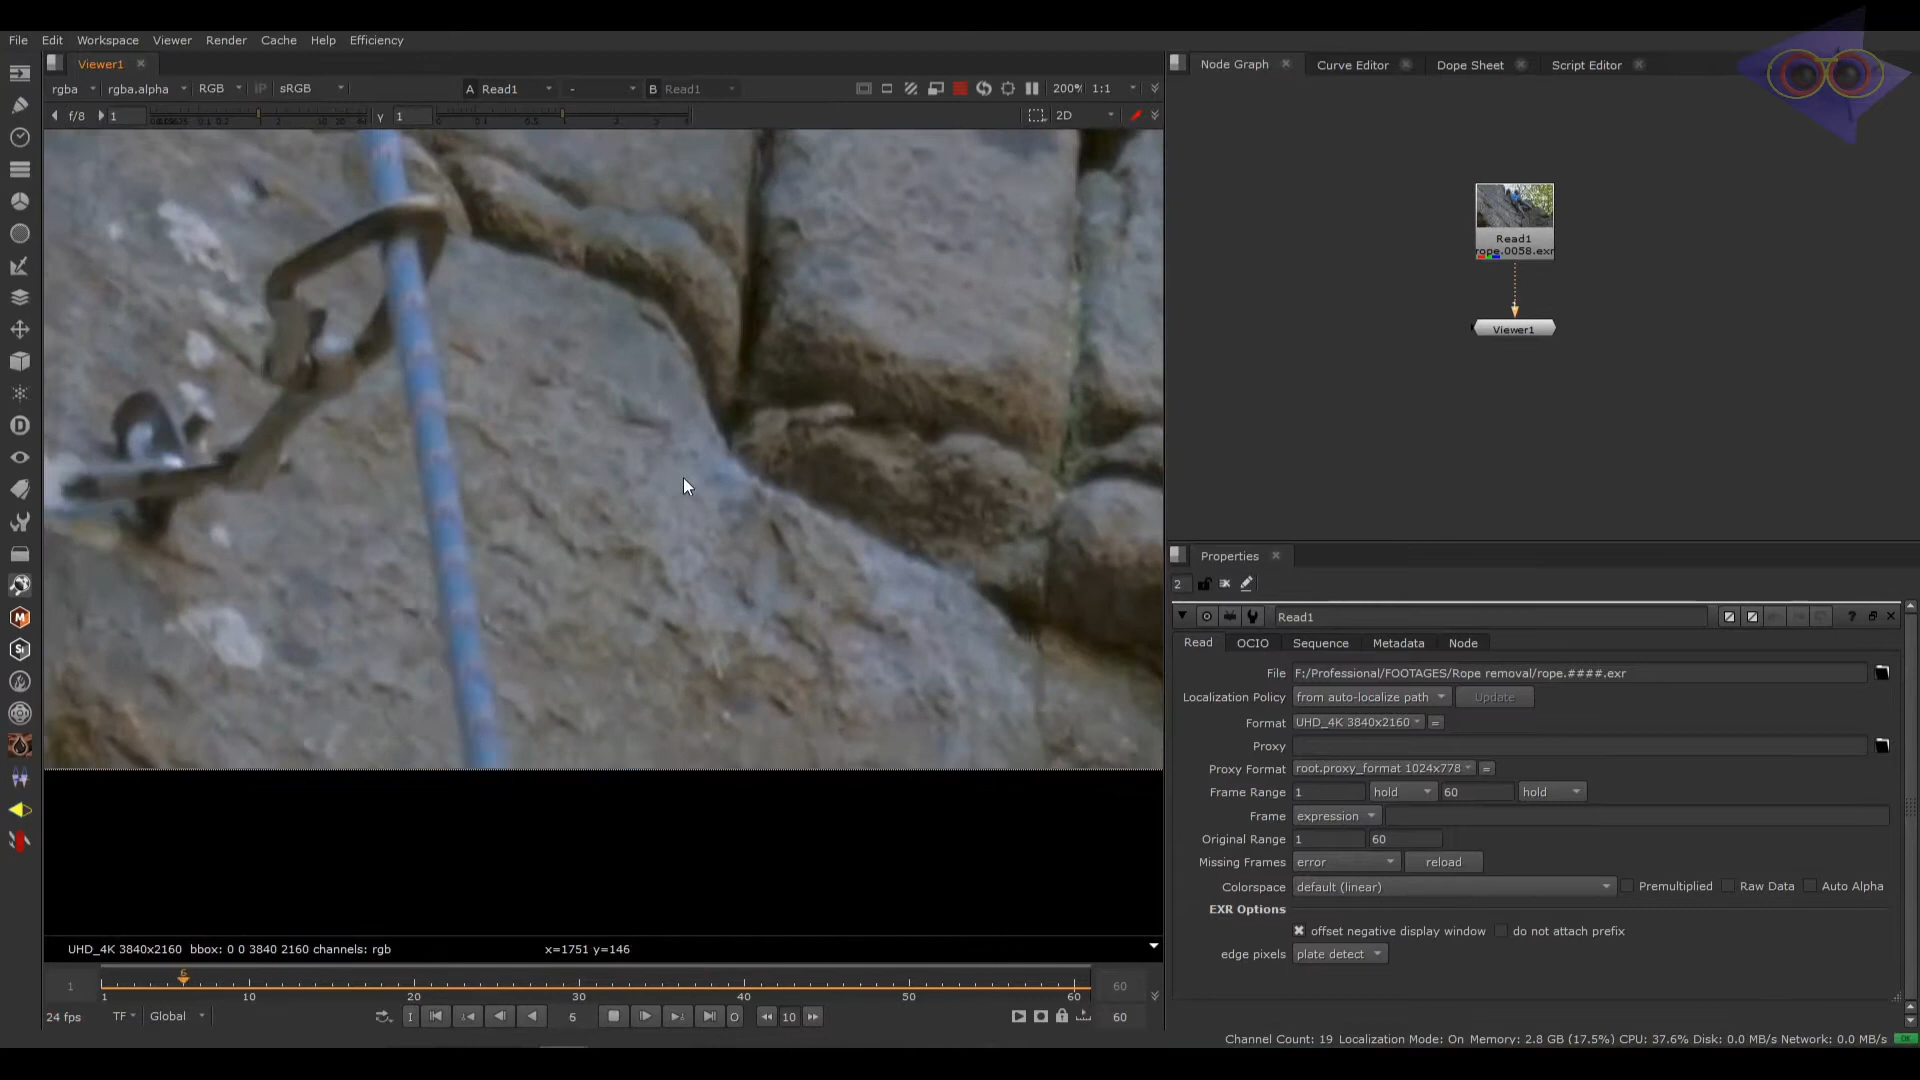 File Edit Workspace Viewer Render Cache Help Efficiency
Viewer1
Node Graph Curve Editor Dope Sheet Script Editor
rgba rgba.alpha RGB IP sRGB A Read1 - B Read1 200% 1:1
f/8 1 γ 1 2D
Read1
rope.0058.exr
Viewer1
Properties
2
Read1
Read OCIO Sequence Metadata Node
File F:/Professional/FOOTAGES/Rope removal/rope.####.exr
Localization Policy from auto-localize path Update
Format UHD_4K 3840x2160 =
Proxy
Proxy Format root.proxy_format 1024x778 =
Frame Range 1 hold 60 hold
Frame expression
Original Range 1 60
Missing Frames error reload
Colorspace default (linear) Premultiplied Raw Data Auto Alpha
EXR Options
offset negative display window do not attach prefix
edge pixels plate detect
UHD_4K 3840x2160 bbox: 0 0 3840 2160 channels: rgb x=1751 y=146
6
1 60
1 10 20 30 40 50 60
24 fps TF Global I 6 O 10 60
Channel Count: 19 Localization Mode: On Memory: 2.8 GB (17.5%) CPU: 37.6% Disk: 0.0 MB/s Network: 0.0 MB/s